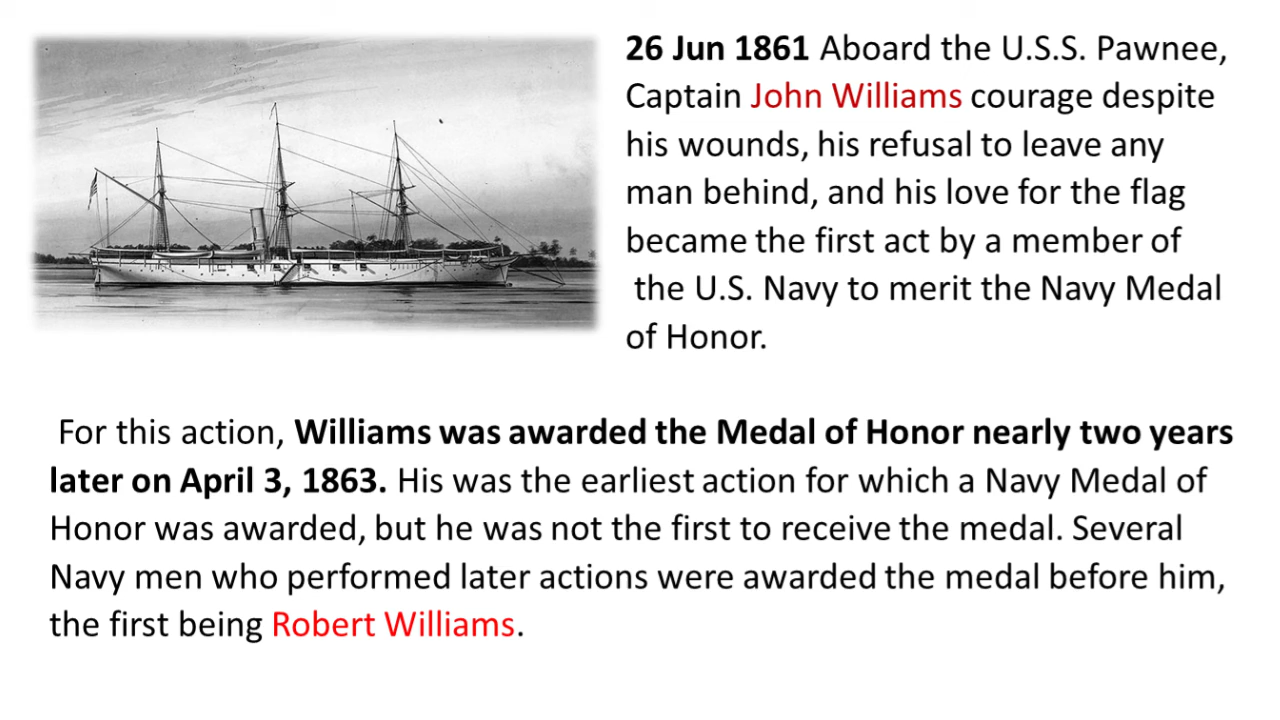 26 Jun 1861 Aboard the U.S.S. Pawnee,
Captain John Williams courage despite
his wounds, his refusal to leave any
man behind, and his love for the flag
became the first act by a member of
the U.S. Navy to merit the Navy Medal
of Honor.
For this action, Williams was awarded the Medal of Honor nearly two years
later on April 3, 1863. His was the earliest action for which a Navy Medal of
Honor was awarded, but he was not the first to receive the medal. Several
Navy men who performed later actions were awarded the medal before him,
the first being Robert Williams.